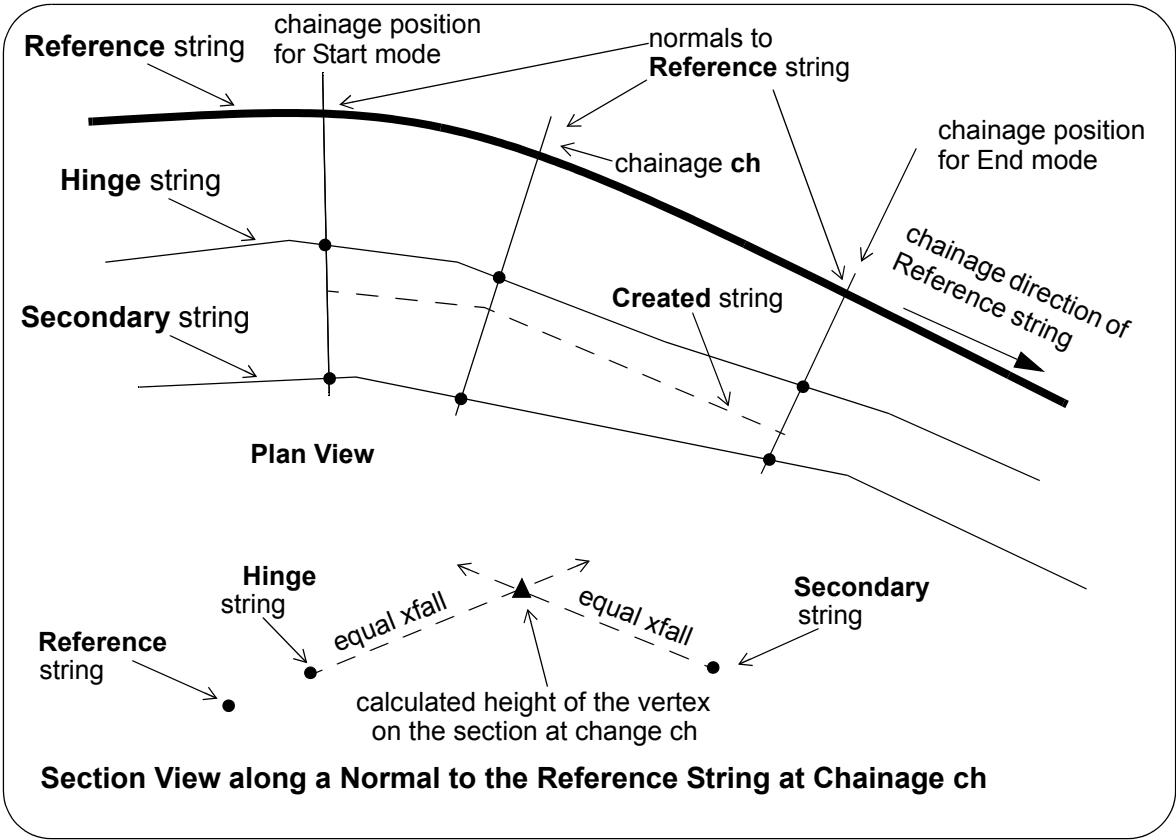 Reference string
chainage position
for Start mode
normals to
Reference string
chainage ch
chainage position
for End mode
Hinge string
chainage direction of
Reference string
Created string
Secondary string
Plan View
Hinge
string
equal xfall
equal xfall
Secondary
string
Reference
string
calculated height of the vertex
on the section at change ch
Section View along a Normal to the Reference String at Chainage ch